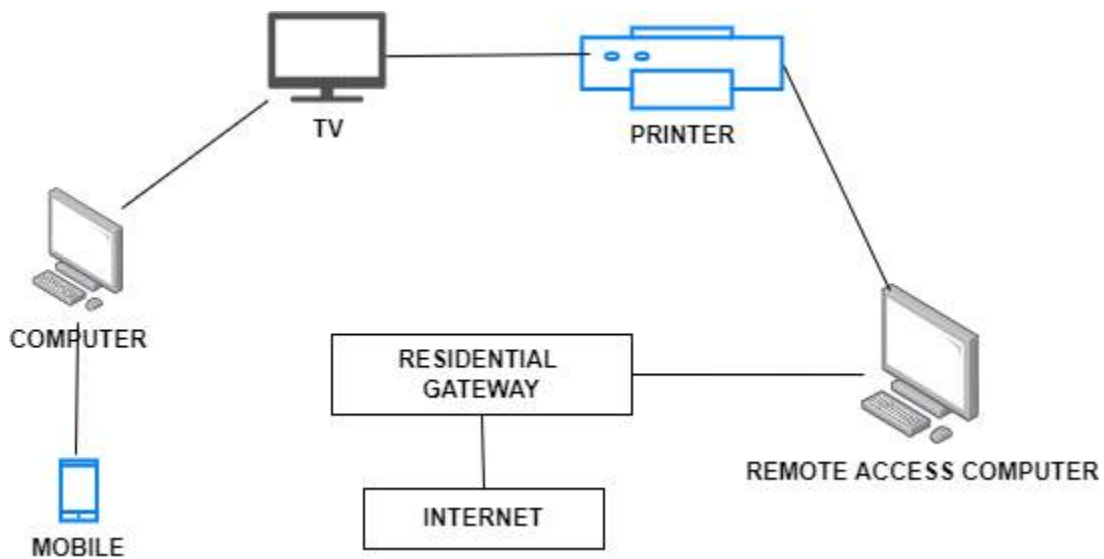 TV
PRINTER
COMPUTER
RESIDENTIAL
GATEWAY
REMOTE ACCESS COMPUTER
INTERNET
MOBILE